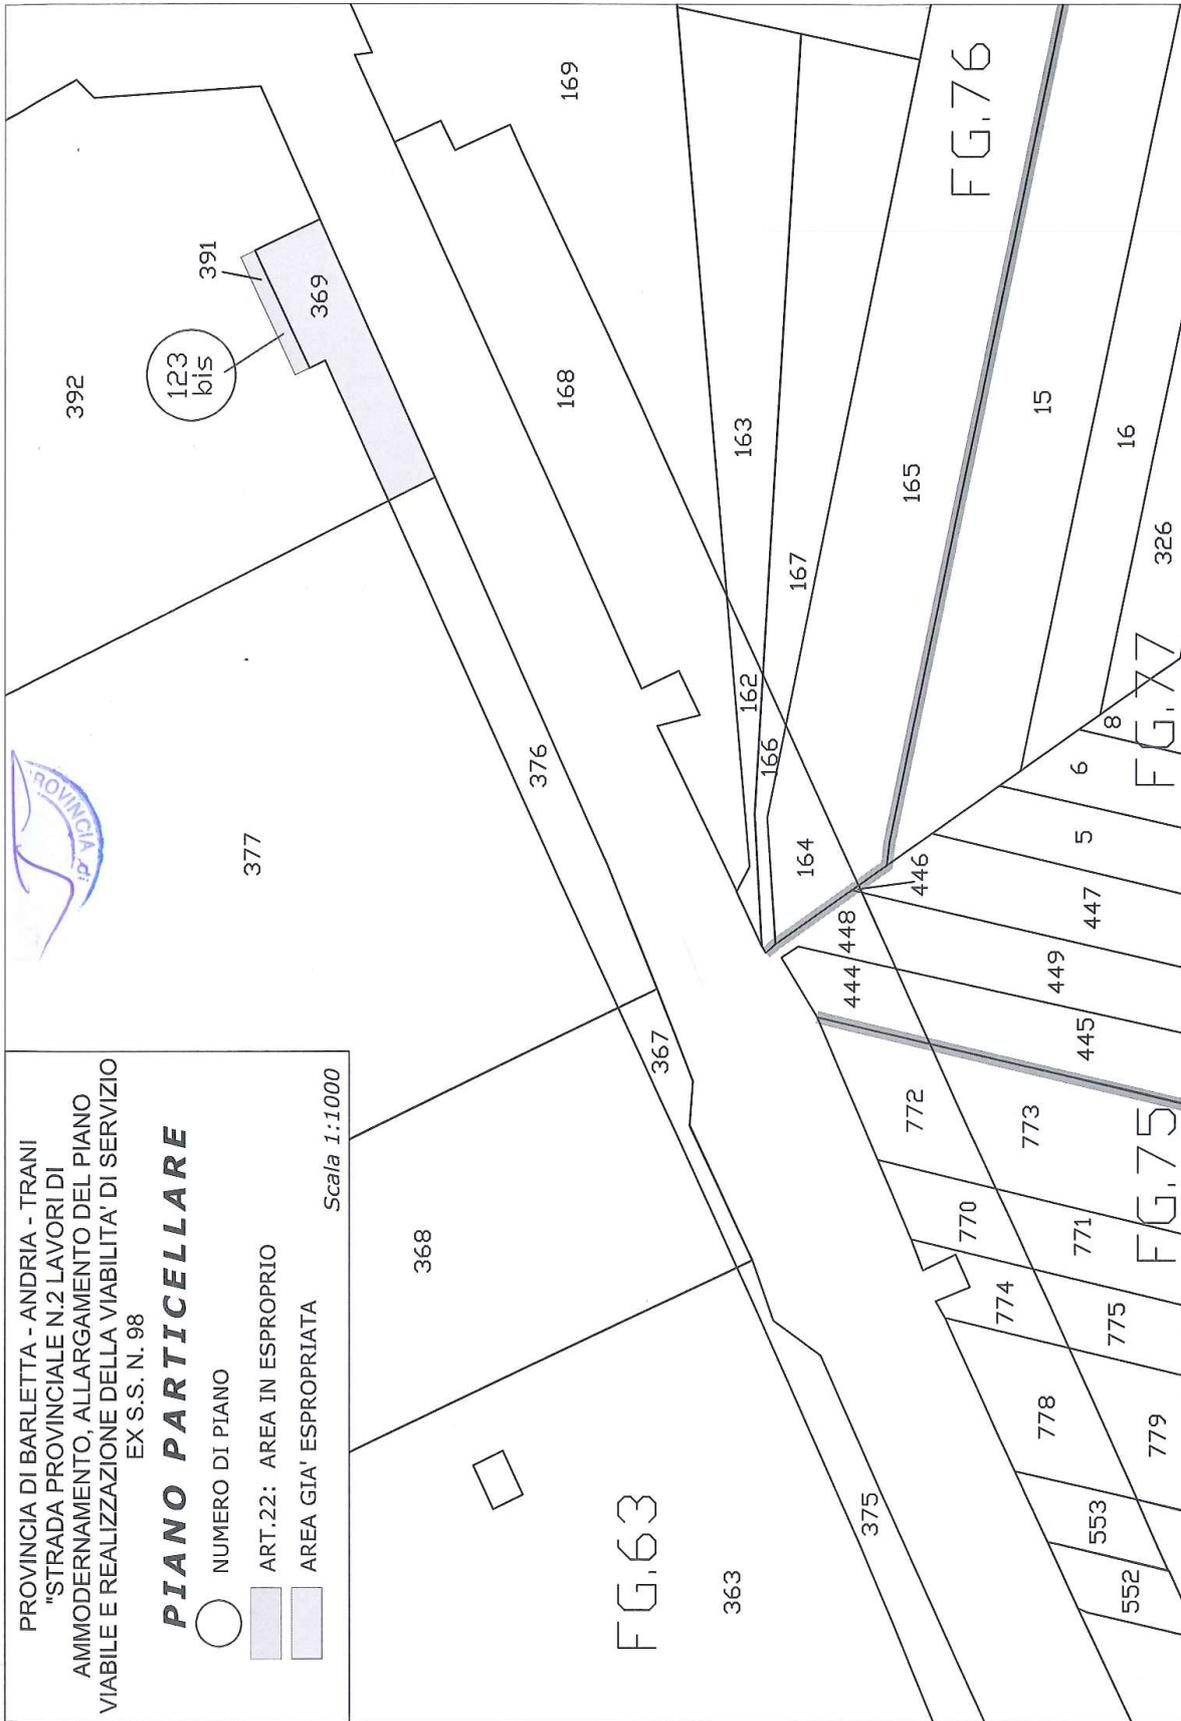 PROVINCIA DI BARLETTA - ANDRIA - TRANI
"STRADA PROVINCIALE N.2 LAVORI DI
AMMODERNAMENTO, ALLARGAMENTO DEL PIANO
VIABILE E REALIZZAZIONE DELLA VIABILITA' DI SERVIZIO
EX S.S. N. 98
PIANO PARTICELLARE
NUMERO DI PIANO
ART.22: AREA IN ESPROPRIO
AREA GIA' ESPROPRIATA
Scala 1:1000
PROVINCIA di
377
392
123
bis
391
369
368
376
168
169
FG.63
363
367
375
162
163
166
167
164
165
FG.76
15
16
326
444
448
446
772
770
774
778
553
552
773
771
775
779
445
449
447
5
6
8
FG.75
FG.77